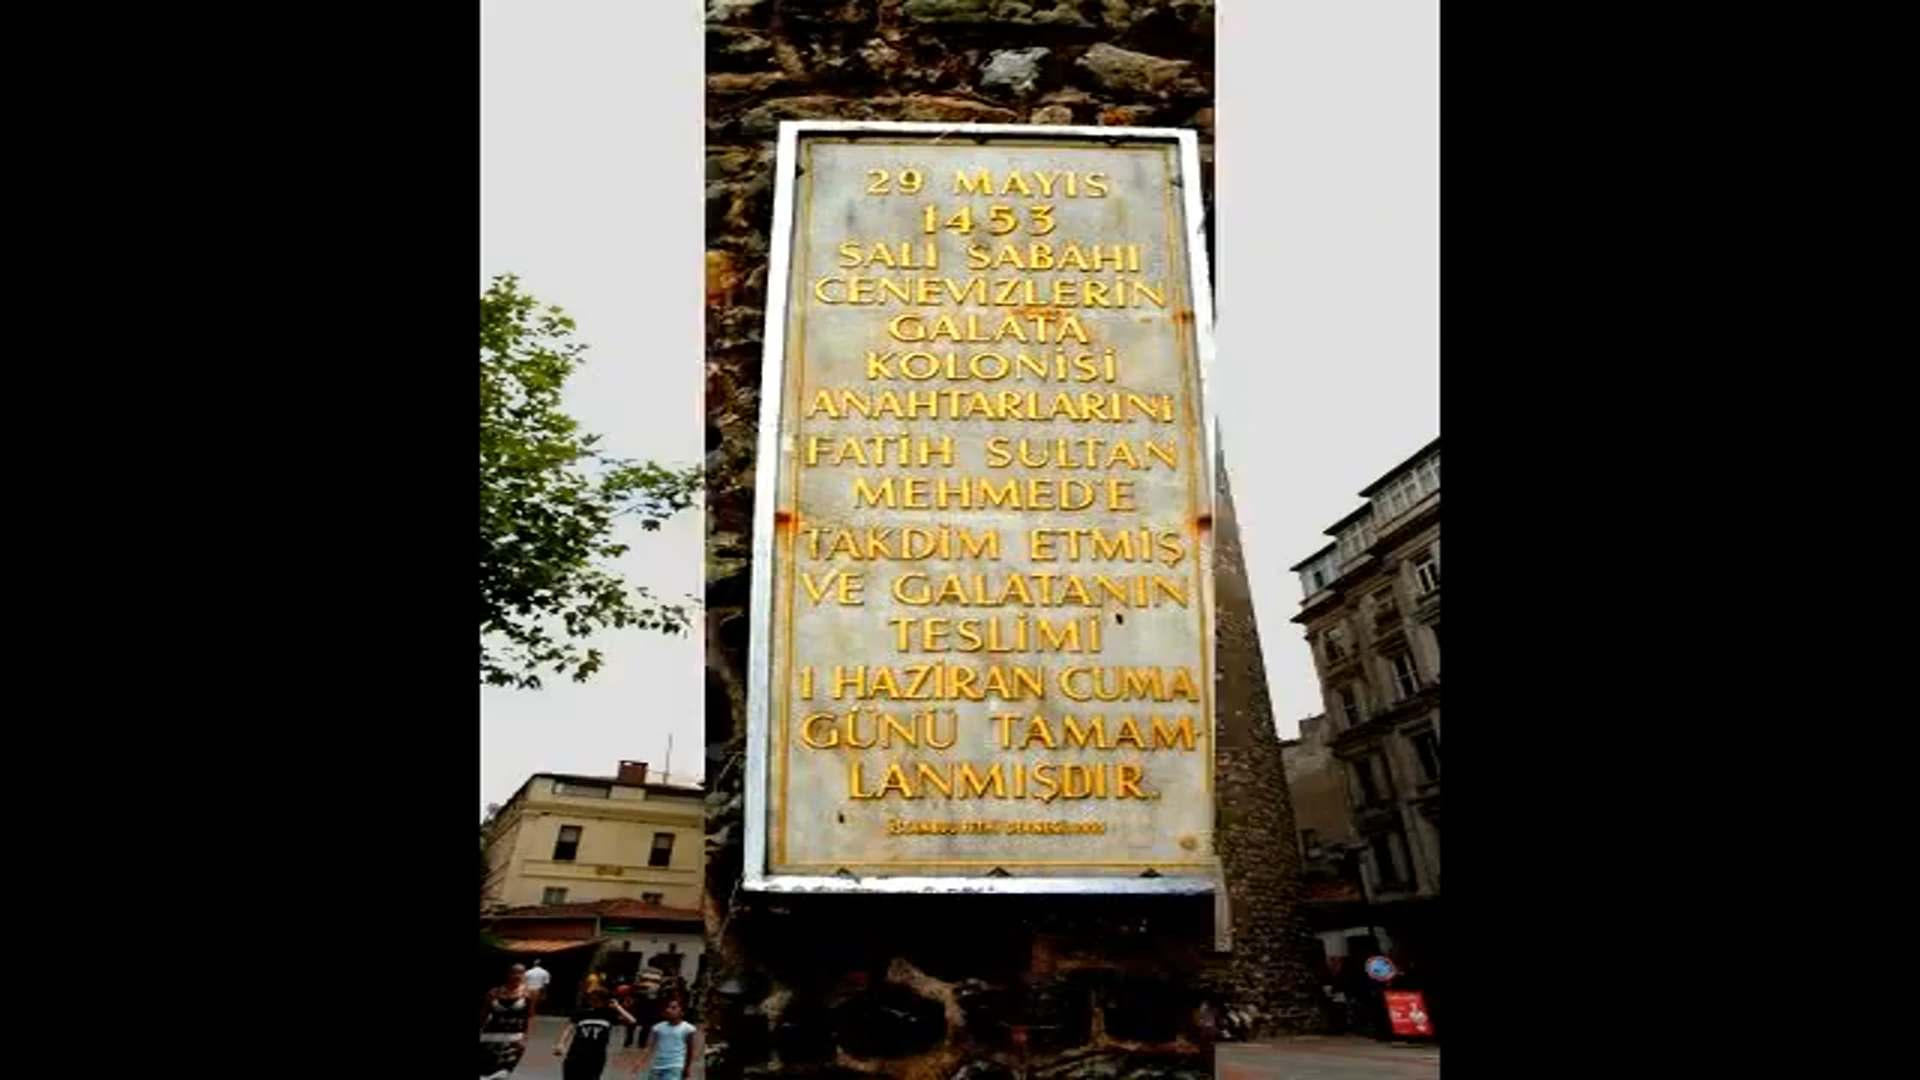 29 MAYIS
1453
SALI SABAHI
CENEVİZLERİN
GALATA
KOLONİSİ
ANAHTARLARINI
FATİH SULTAN
MEHMED'E
TAKDİM ETMİŞ
VE GALATANIN
TESLİMİ
1 HAZİRAN CUMA
GÜNÜ TAMAM-
LANMIŞDIR.